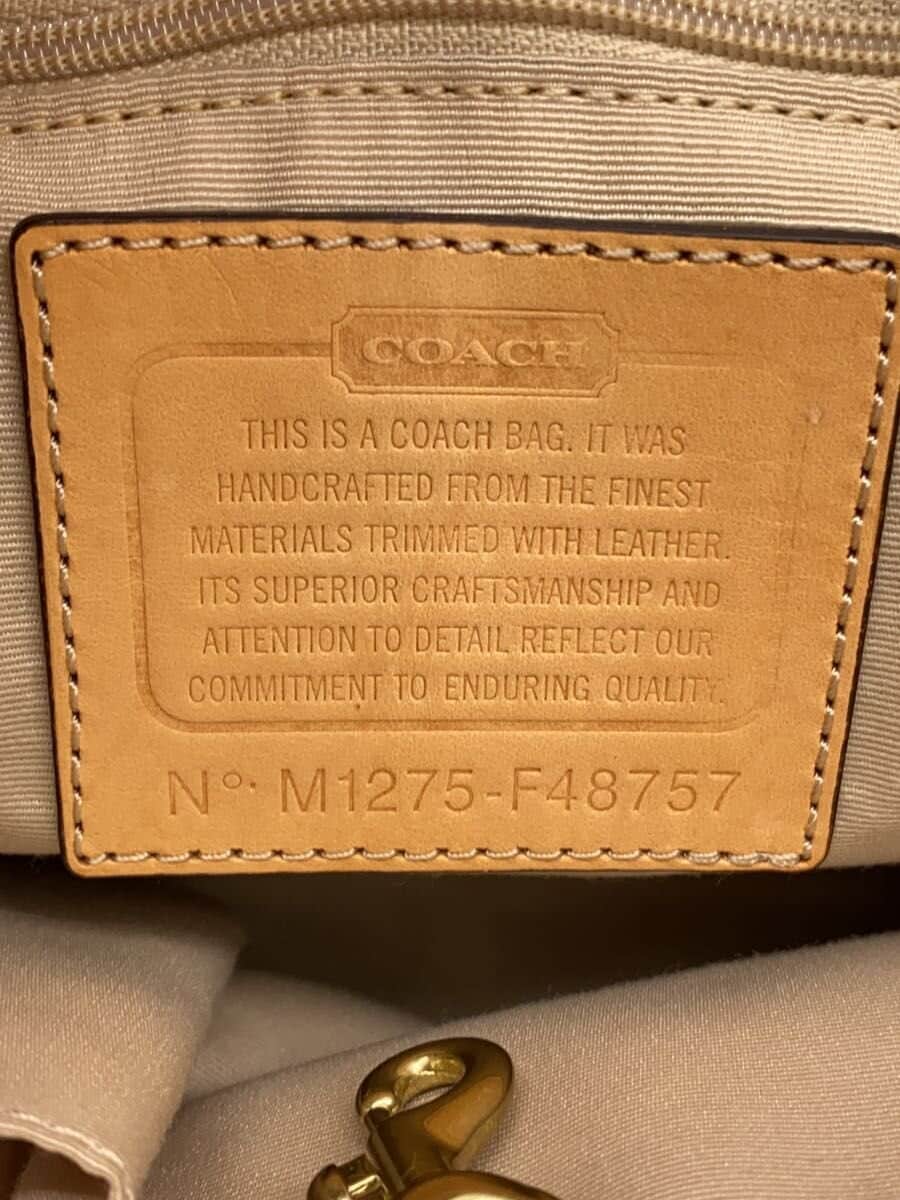 COACH
THIS IS A COACH BAG. IT WAS
HANDCRAFTED FROM THE FINEST
MATERIALS TRIMMED WITH LEATHER.
ITS SUPERIOR CRAFTSMANSHIP AND
ATTENTION TO DETAIL REFLECT OUR
COMMITMENT TO ENDURING QUALITY.
Nº. M1275-F48757